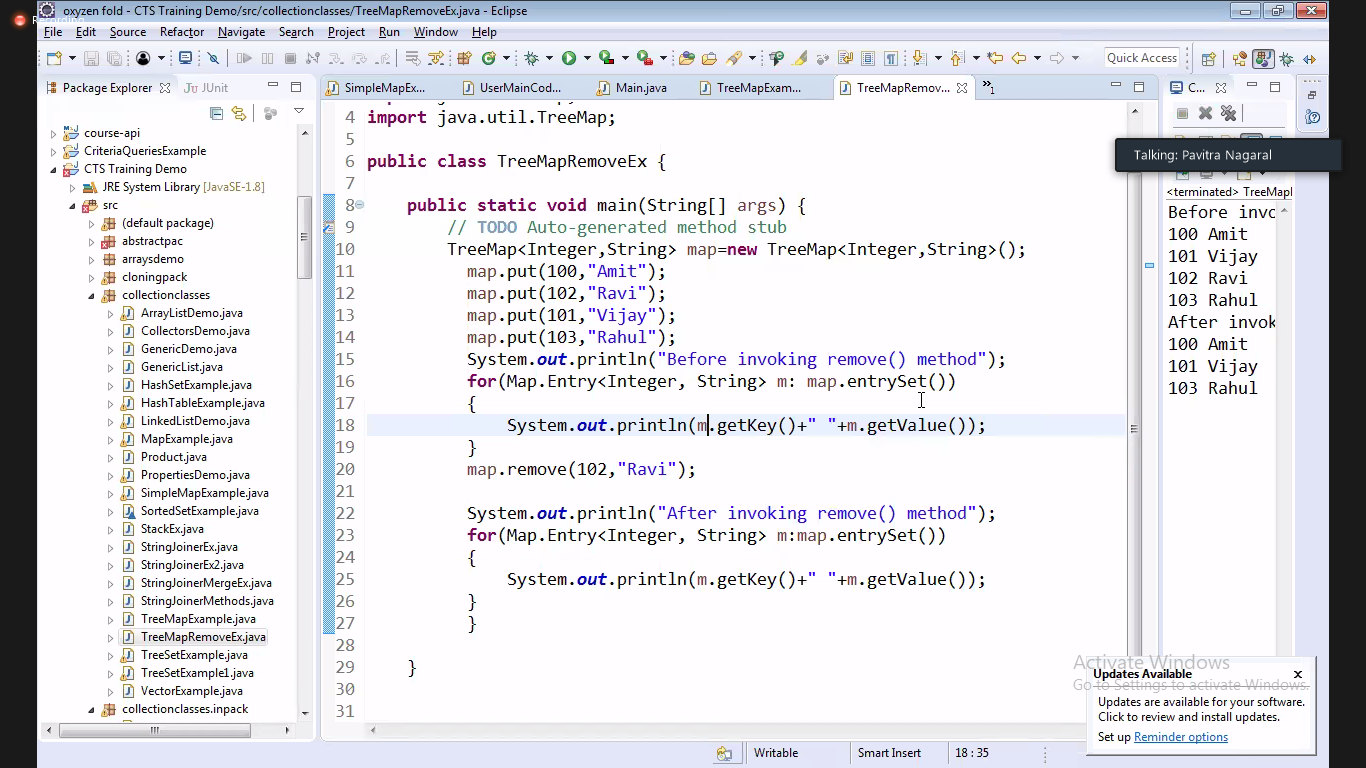 oxyzen fold - CTS Training Demo/src/collectionclasses/TreeMapRemoveEx.java - Eclipse
File Edit Source Refactor Navigate Search Project Run Window Help
Quick Access
Package Explorer JUnit
SimpleMapEx... UserMainCod... Main.java TreeMapExam... TreeMapRemov... »1 C...
Talking: Pavitra Nagaral
course-api
CriteriaQueriesExample
CTS Training Demo
JRE System Library [JavaSE-1.8]
src
(default package)
abstractpac
arraysdemo
cloningpack
collectionclasses
ArrayListDemo.java
CollectorsDemo.java
GenericDemo.java
GenericList.java
HashSetExample.java
HashTableExample.java
LinkedListDemo.java
MapExample.java
Product.java
PropertiesDemo.java
SimpleMapExample.java
SortedSetExample.java
StackEx.java
StringJoinerEx.java
StringJoinerEx2.java
StringJoinerMergeEx.java
StringJoinerMethods.java
TreeMapExample.java
TreeMapRemoveEx.java
TreeSetExample.java
TreeSetExample1.java
VectorExample.java
collectionclasses.inpack
4 import java.util.TreeMap;
5
6 public class TreeMapRemoveEx {
7
8 public static void main(String[] args) {
9 // TODO Auto-generated method stub
10 TreeMap<Integer,String> map=new TreeMap<Integer,String>();
11 map.put(100,"Amit");
12 map.put(102,"Ravi");
13 map.put(101,"Vijay");
14 map.put(103,"Rahul");
15 System.out.println("Before invoking remove() method");
16 for(Map.Entry<Integer, String> m: map.entrySet())
17 {
18 System.out.println(m.getKey()+" "+m.getValue());
19 }
20 map.remove(102,"Ravi");
21
22 System.out.println("After invoking remove() method");
23 for(Map.Entry<Integer, String> m:map.entrySet())
24 {
25 System.out.println(m.getKey()+" "+m.getValue());
26 }
27 }
28
29 }
30
31
<terminated> TreeMapl
Before invo
100 Amit
101 Vijay
102 Ravi
103 Rahul
After invok
100 Amit
101 Vijay
103 Rahul
Activate Windows
Go to Settings to activate Windows.
Updates Available
Updates are available for your software.
Click to review and install updates.
Set up Reminder options
Writable Smart Insert 18 : 35